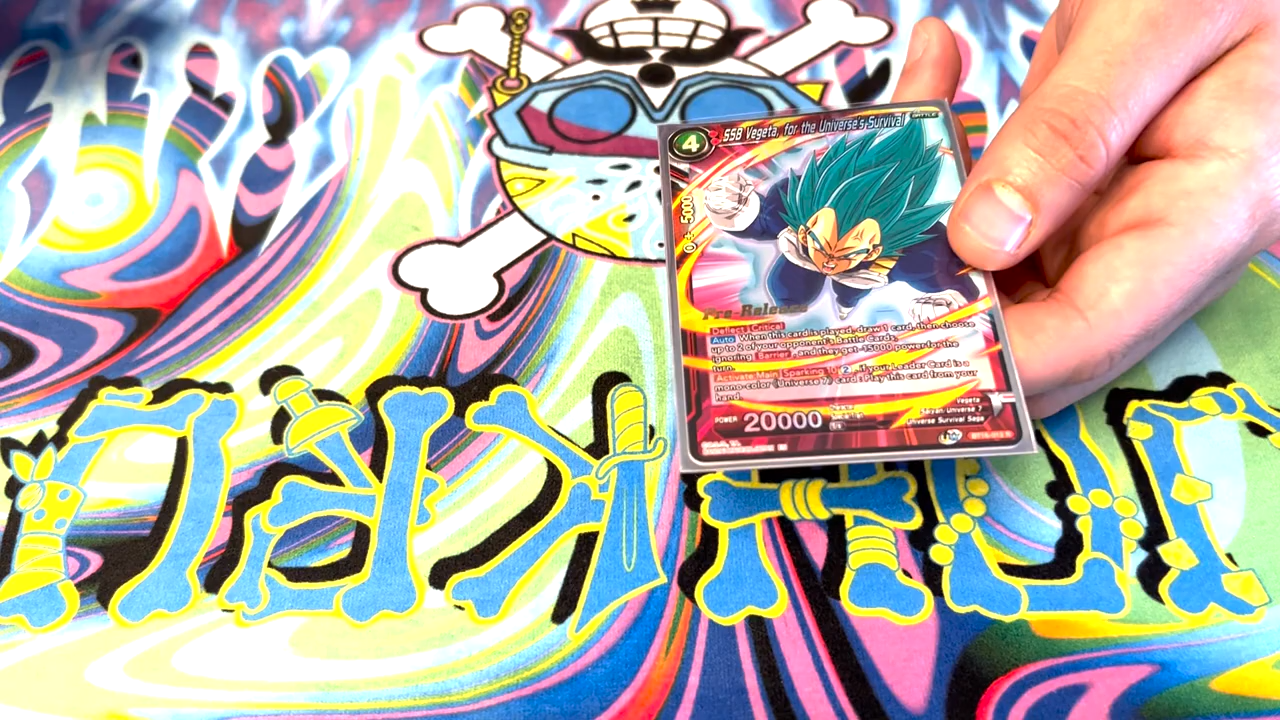 4
SSB Vegeta, for the Universe's Survival
BATTLE
0 ± 5000
Pre-Release
Deflect Critical
Auto When this card is played, draw 1 card, then choose
up to 2 of your opponent's Battle Cards,
ignoring Barrier, and they get -15000 power for the
turn.
Activate Main Sparking 10 2, if your Leader Card is a
mono-color Universe 7 card: Play this card from your
hand.
POWER 20000
Vegeta
Saiyan/Universe 7
Universe Survival Saga